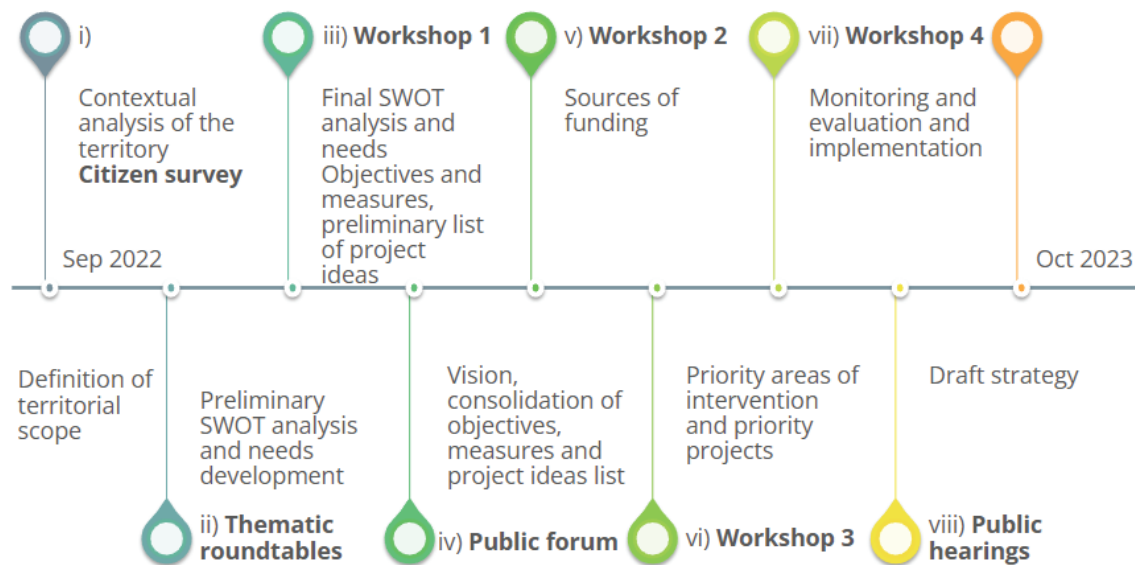 i)
Contextual
analysis of the
territory
Citizen survey
Sep 2022
iii) Workshop 1
Final SWOT
analysis and
needs
Objectives and
measures,
preliminary list
of project
ideas
v) Workshop 2
Sources of
funding
vii) Workshop 4
Monitoring and
evaluation and
implementation
Oct 2023
Definition of
territorial
scope
Preliminary
SWOT analysis
and needs
development
ii) Thematic
roundtables
Vision,
consolidation of
objectives,
measures and
project ideas list
iv) Public forum
Priority areas of
intervention
and priority
projects
vi) Workshop 3
Draft strategy
viii) Public
hearings